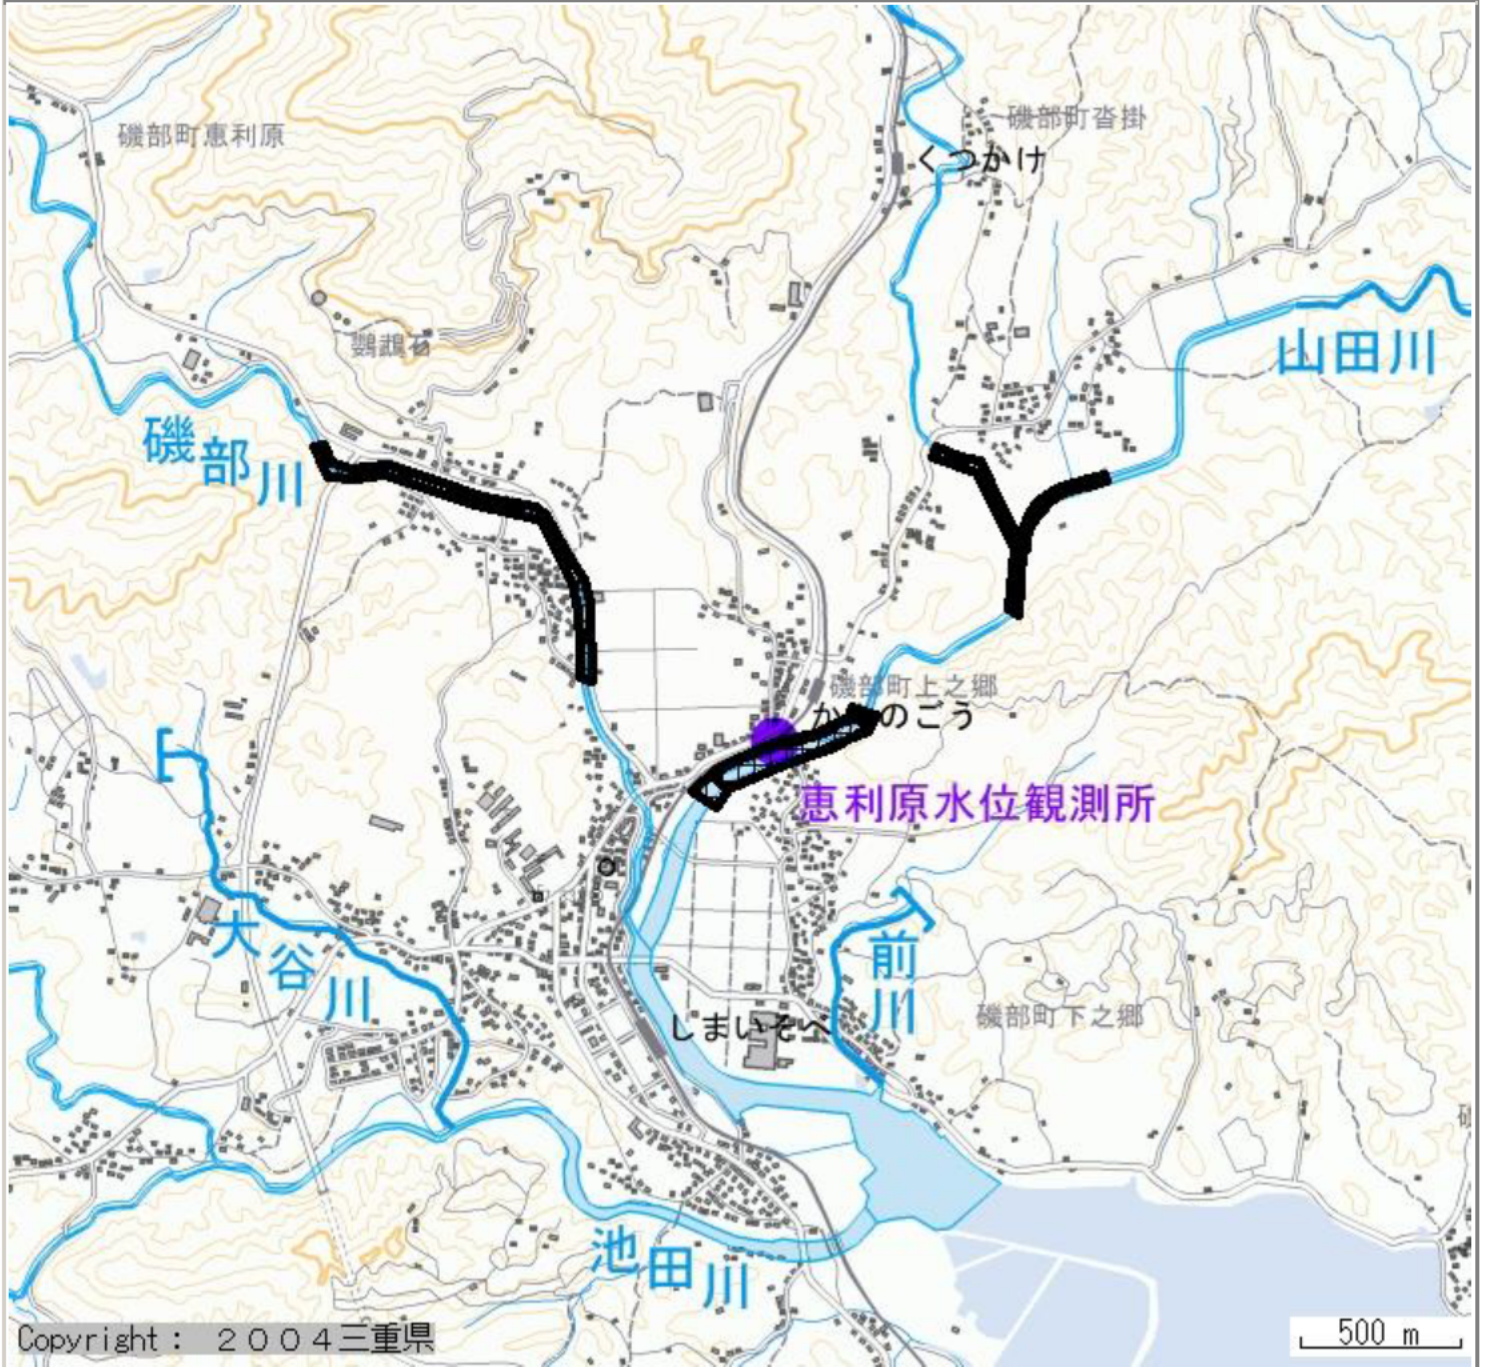 磯部町沓掛
くつかけ
磯部町恵利原
山田川
鸚鵡石
磯部川
磯部町上之郷
かみのごう
恵利原水位観測所
大谷川
前川
磯部町下之郷
しまいそべ
池田川
Copyright： ２００４三重県
500 m